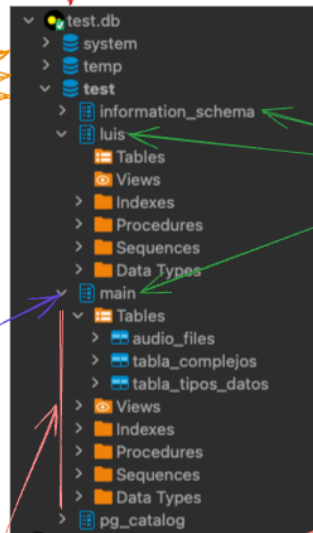 test.db
system
temp
test
information_schema
luis
Tables
Views
Indexes
Procedures
Sequences
Data Types
main
Tables
audio_files
tabla_complejos
tabla_tipos_datos
Views
Indexes
Procedures
Sequences
Data Types
pg_catalog